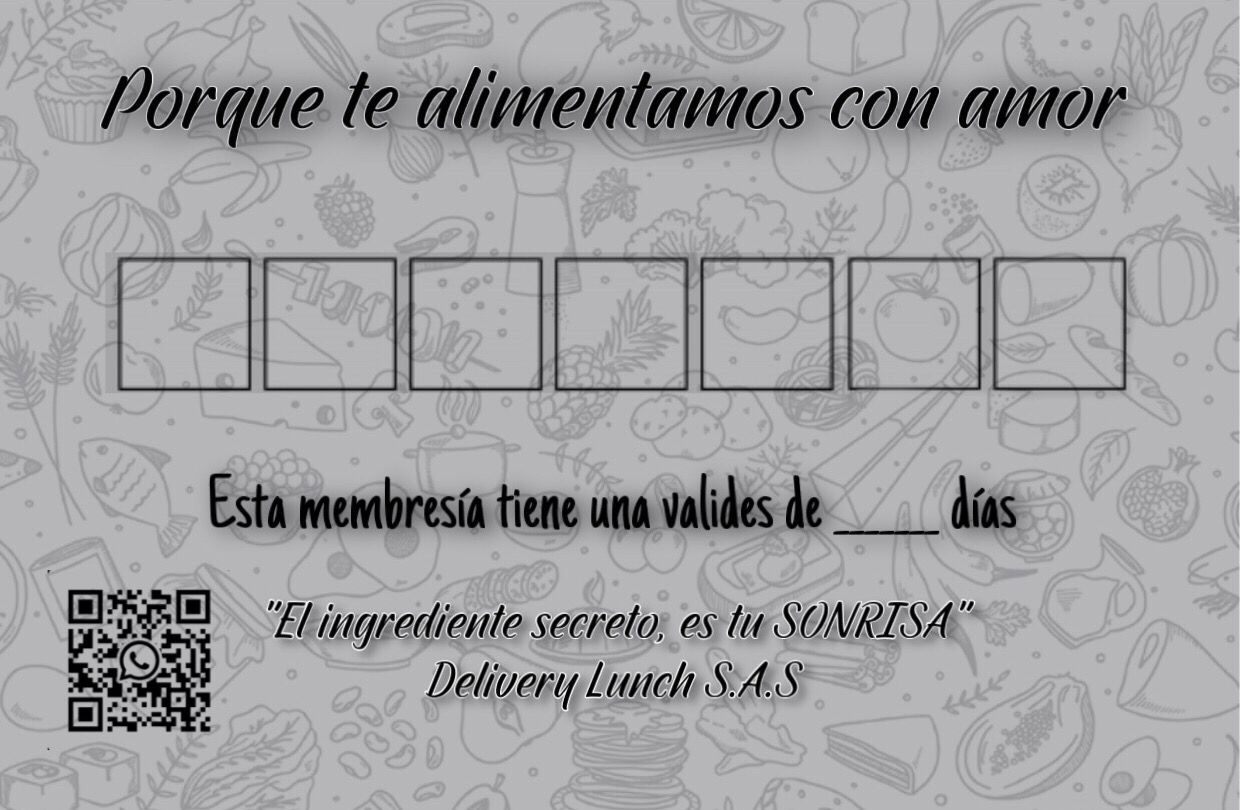 Porque te alimentamos con amor
Esta membresía tiene una valides de _______ días
"El ingrediente secreto, es tu SONRISA"
Delivery Lunch S.A.S